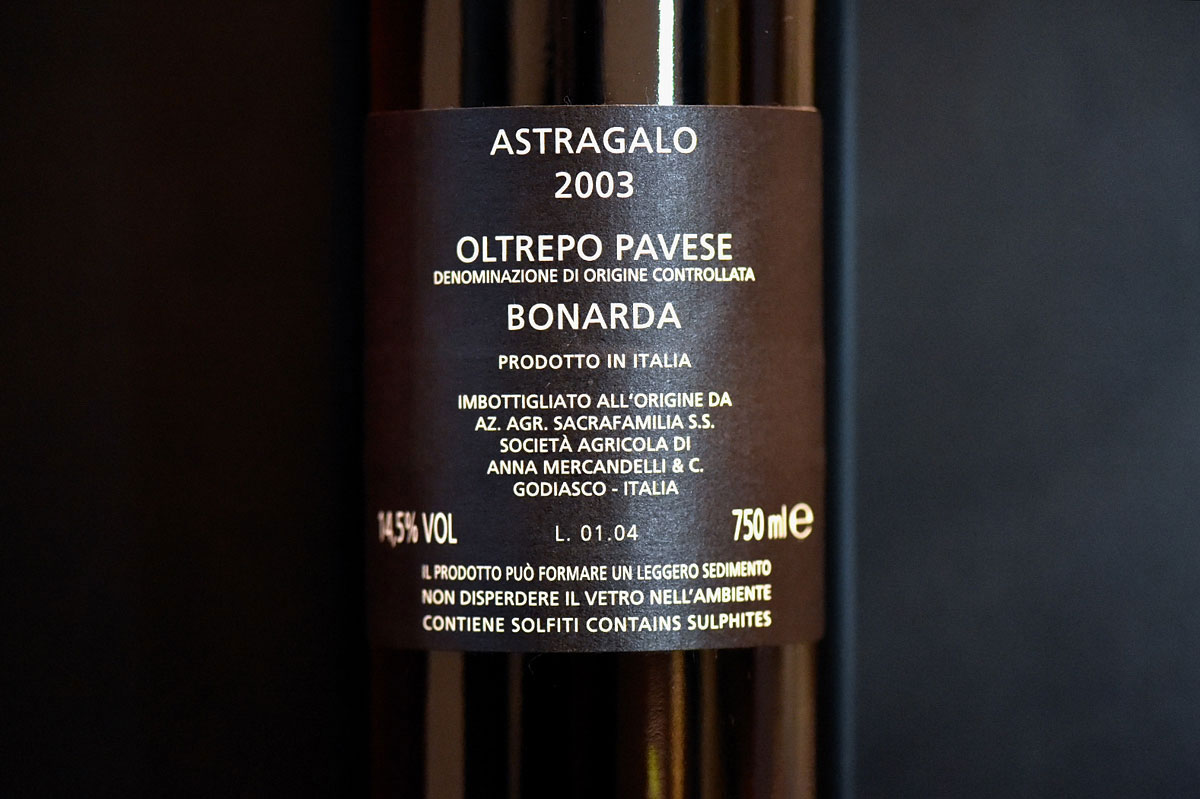 ASTRAGALO
2003
OLTREPO PAVESE
DENOMINAZIONE DI ORIGINE CONTROLLATA
BONARDA
PRODOTTO IN ITALIA
IMBOTTIGLIATO ALL'ORIGINE DA
AZ. AGR. SACRAFAMILIA S.S.
SOCIETÀ AGRICOLA DI
ANNA MERCANDELLI & C.
GODIASCO - ITALIA
14,5% VOL L. 01.04 750 ml e
IL PRODOTTO PUÒ FORMARE UN LEGGERO SEDIMENTO
NON DISPERDERE IL VETRO NELL'AMBIENTE
CONTIENE SOLFITI CONTAINS SULPHITES